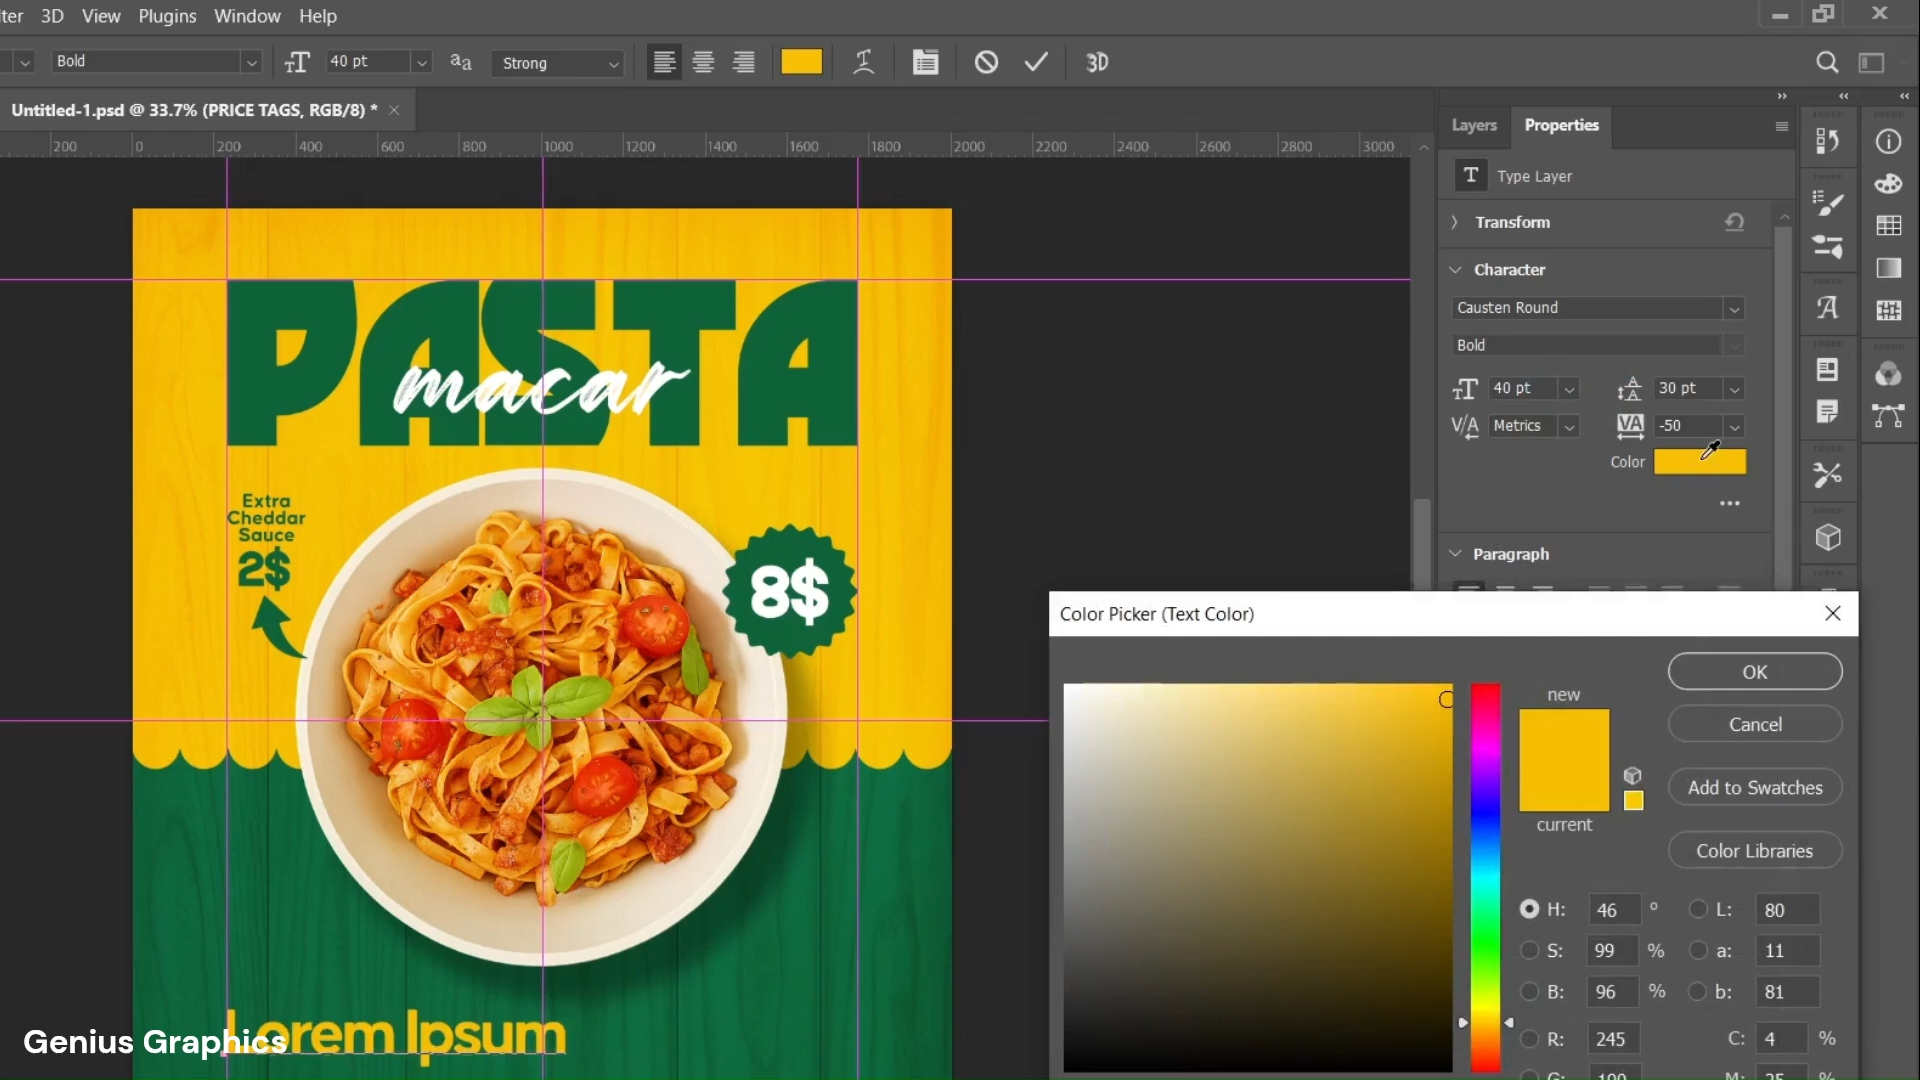 lter 3D View Plugins Window Help
Bold 40 pt aa Strong 3D
Untitled-1.psd @ 33.7% (PRICE TAGS, RGB/8) *
200 0 200 400 600 800 1000 1200 1400 1600 1800 2000 2200 2400 2600 2800 3000
Layers Properties
T Type Layer
Transform
Character
Causten Round
Bold
40 pt 30 pt
Metrics -50
Color
Paragraph
PASTA
macar
Extra
Cheddar
Sauce
2$
8$
Lorem Ipsum
Genius Graphics
Color Picker (Text Color)
new
current
OK
Cancel
Add to Swatches
Color Libraries
H: 46 ° L: 80
S: 99 % a: 11
B: 96 % b: 81
R: 245 C: 4 %